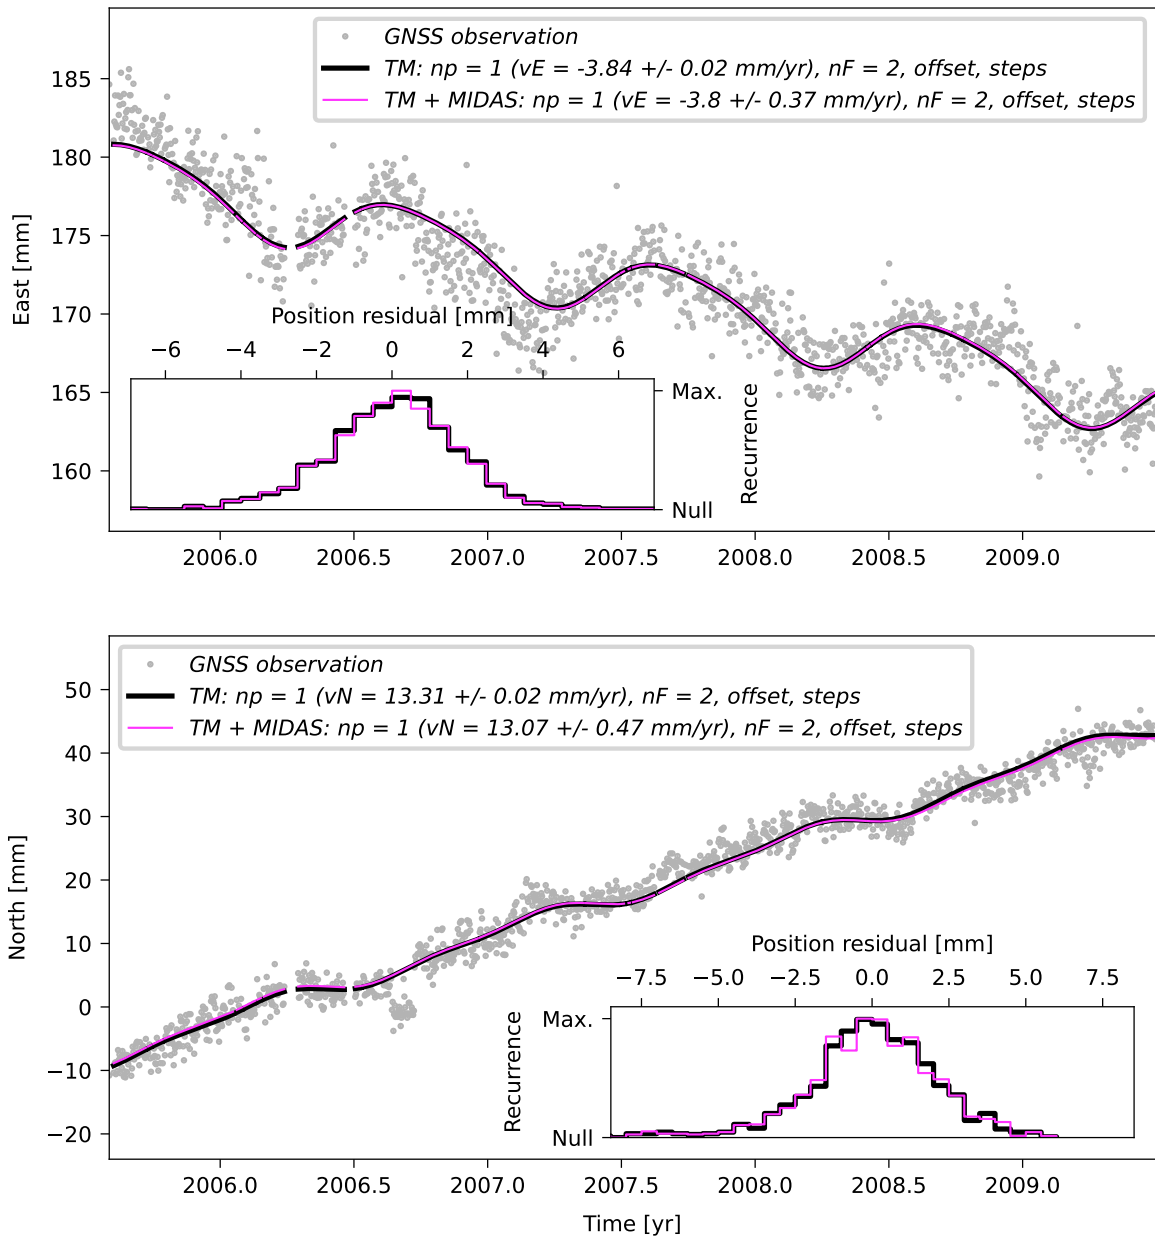 GNSS observation
TM: np = 1 (vE = -3.84 +/- 0.02 mm/yr), nF = 2, offset, steps
TM + MIDAS: np = 1 (vE = -3.8 +/- 0.37 mm/yr), nF = 2, offset, steps
185
180
175
170
165
160
East [mm]
Position residual [mm]
−6 −4 −2 0 2 4 6
Max.
Null
Recurrence
2006.0 2006.5 2007.0 2007.5 2008.0 2008.5 2009.0
GNSS observation
TM: np = 1 (vN = 13.31 +/- 0.02 mm/yr), nF = 2, offset, steps
TM + MIDAS: np = 1 (vN = 13.07 +/- 0.47 mm/yr), nF = 2, offset, steps
50
40
30
20
10
0
−10
−20
North [mm]
Position residual [mm]
−7.5 −5.0 −2.5 0.0 2.5 5.0 7.5
Max.
Null
Recurrence
2006.0 2006.5 2007.0 2007.5 2008.0 2008.5 2009.0
Time [yr]